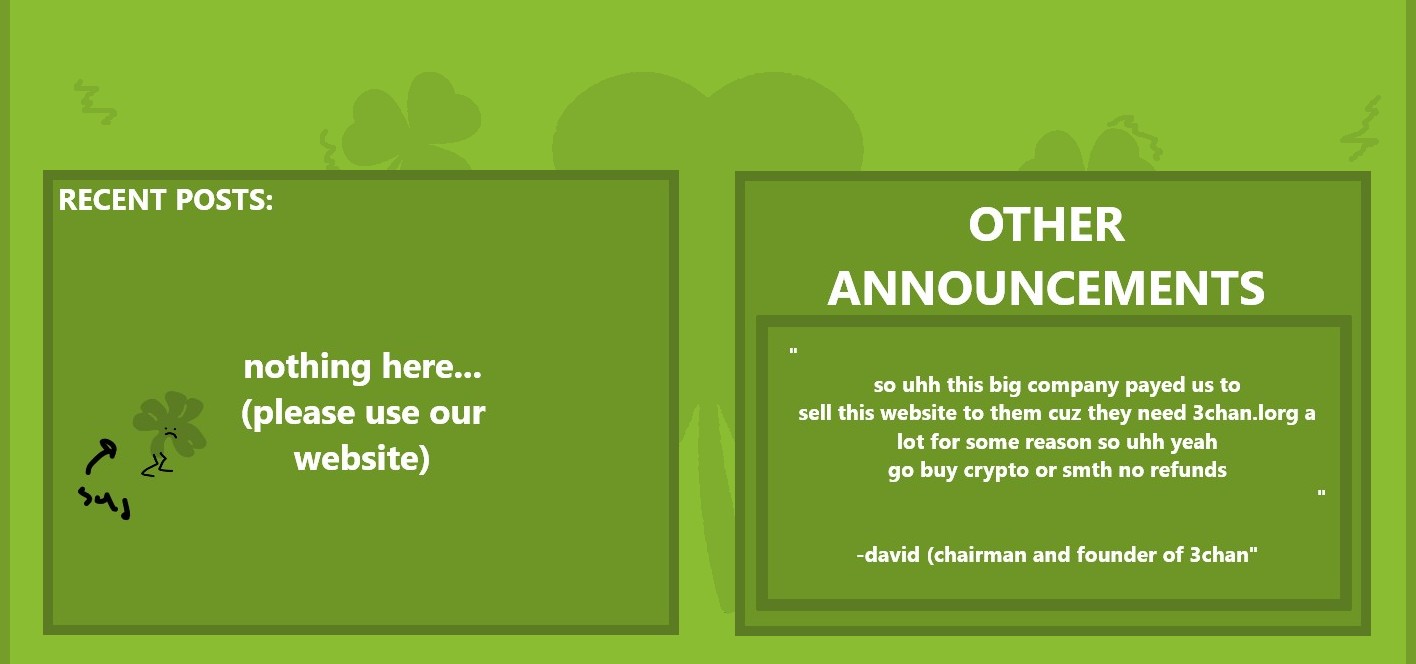 RECENT POSTS:
nothing here...
(please use our
website)
OTHER
ANNOUNCEMENTS
"
so uhh this big company payed us to
sell this website to them cuz they need 3chan.lorg a
lot for some reason so uhh yeah
go buy crypto or smth no refunds
"
-david (chairman and founder of 3chan"